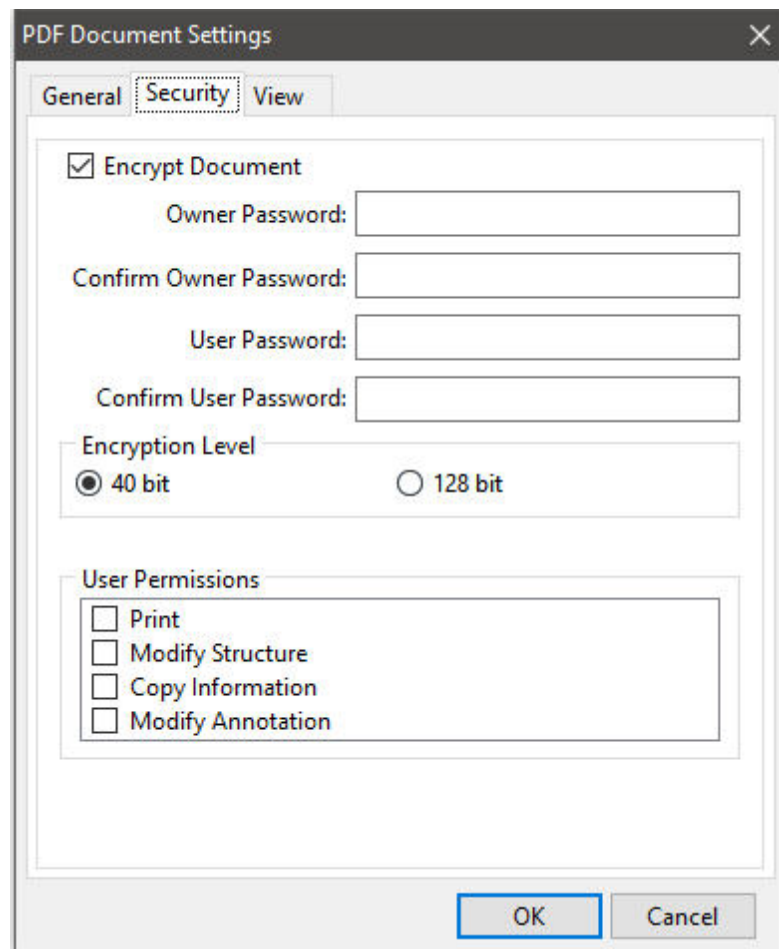 PDF Document Settings
General Security View
Encrypt Document
Owner Password:
Confirm Owner Password:
User Password:
Confirm User Password:
Encryption Level
40 bit 128 bit
User Permissions
Print
Modify Structure
Copy Information
Modify Annotation
OK Cancel